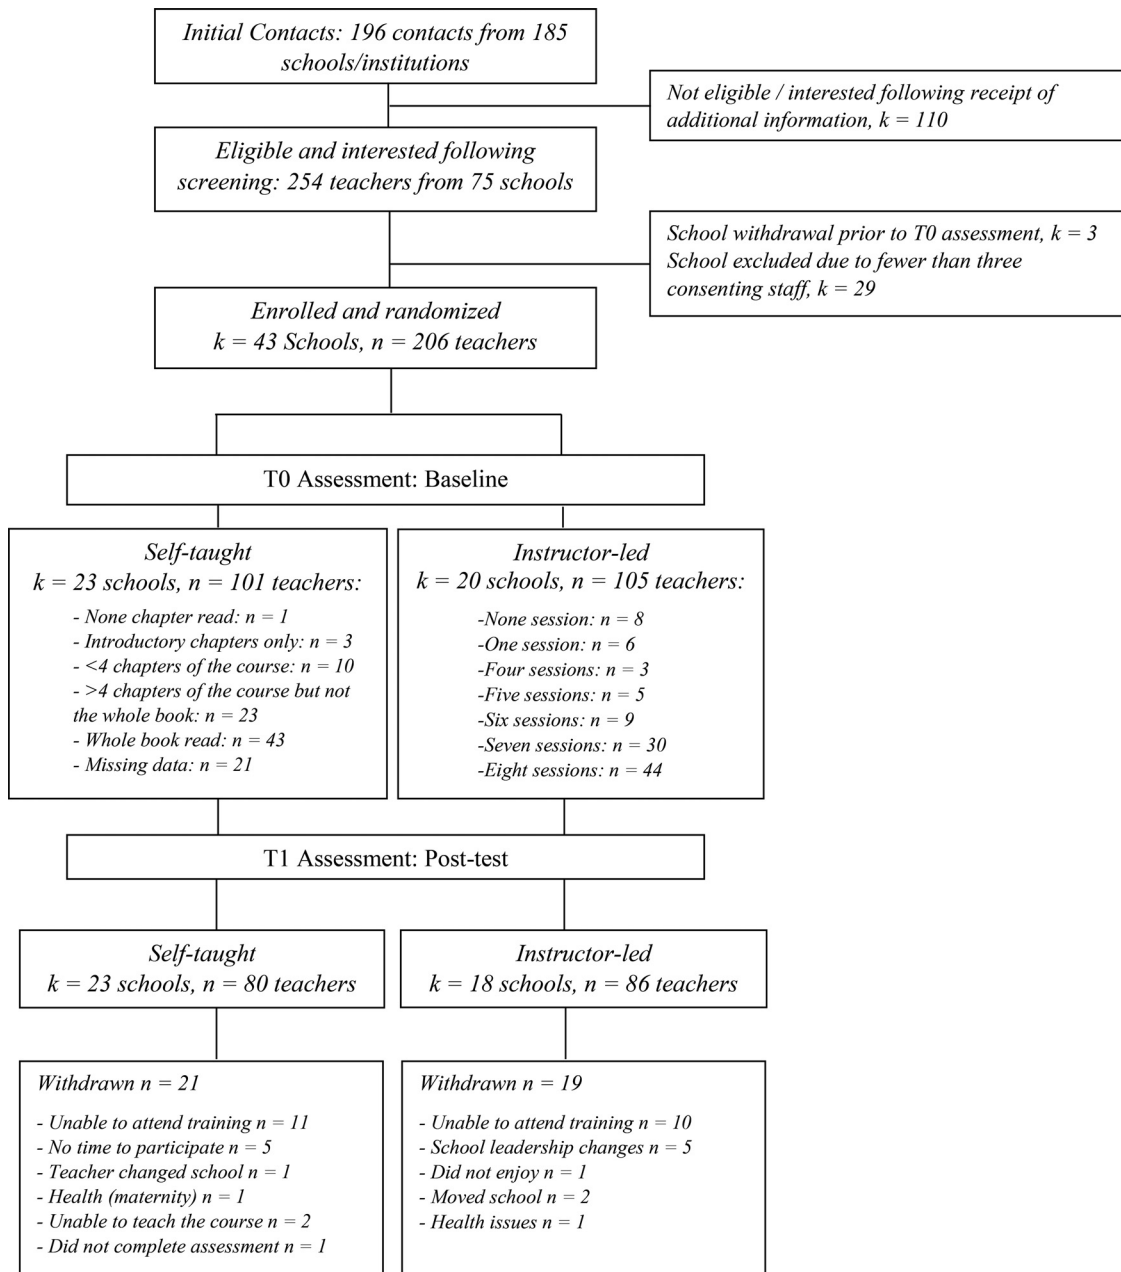 Initial Contacts: 196 contacts from 185
schools/institutions
Not eligible / interested following receipt of
additional information, k = 110
Eligible and interested following
screening: 254 teachers from 75 schools
School withdrawal prior to T0 assessment, k = 3
School excluded due to fewer than three
consenting staff, k = 29
Enrolled and randomized
k = 43 Schools, n = 206 teachers
T0 Assessment: Baseline
Self-taught
k = 23 schools, n = 101 teachers:
- None chapter read: n = 1
- Introductory chapters only: n = 3
- <4 chapters of the course: n = 10
- >4 chapters of the course but not
the whole book: n = 23
- Whole book read: n = 43
- Missing data: n = 21
Instructor-led
k = 20 schools, n = 105 teachers:
-None session: n = 8
-One session: n = 6
-Four sessions: n = 3
-Five sessions: n = 5
-Six sessions: n = 9
-Seven sessions: n = 30
-Eight sessions: n = 44
T1 Assessment: Post-test
Self-taught
k = 23 schools, n = 80 teachers
Instructor-led
k = 18 schools, n = 86 teachers
Withdrawn n = 21
- Unable to attend training n = 11
- No time to participate n = 5
- Teacher changed school n = 1
- Health (maternity) n = 1
- Unable to teach the course n = 2
- Did not complete assessment n = 1
Withdrawn n = 19
- Unable to attend training n = 10
- School leadership changes n = 5
- Did not enjoy n = 1
- Moved school n = 2
- Health issues n = 1